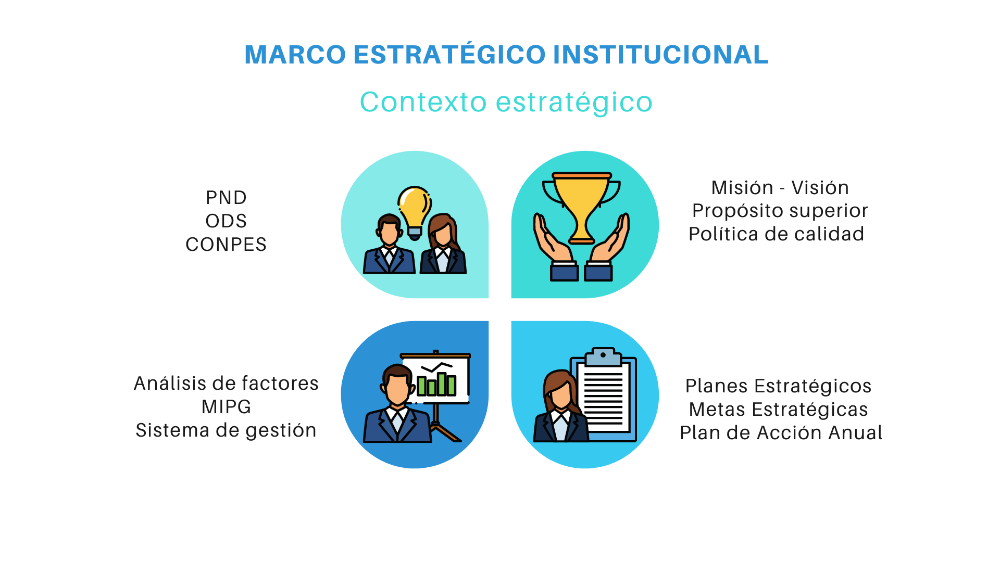 MARCO ESTRATÉGICO INSTITUCIONAL
Contexto estratégico
PND
ODS
CONPES
Misión - Visión
Propósito superior
Política de calidad
Análisis de factores
MIPG
Sistema de gestión
Planes Estratégicos
Metas Estratégicas
Plan de Acción Anual